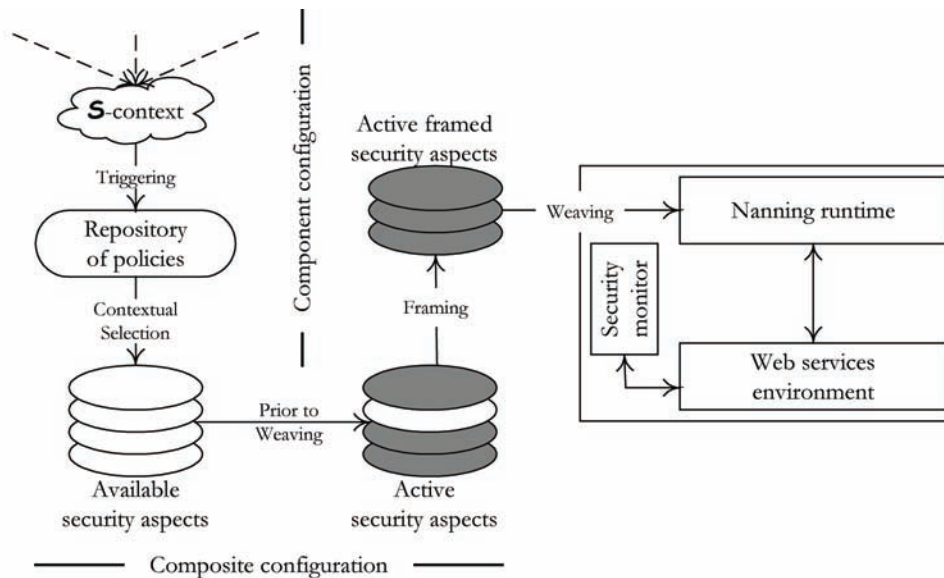 S-context
Triggering
Repository
of policies
Contextual
Selection
Available
security aspects
Prior to
Weaving
Component configuration
Active framed
security aspects
Framing
Active
security aspects
Composite configuration
Weaving
Nanning runtime
Security
monitor
Web services
environment